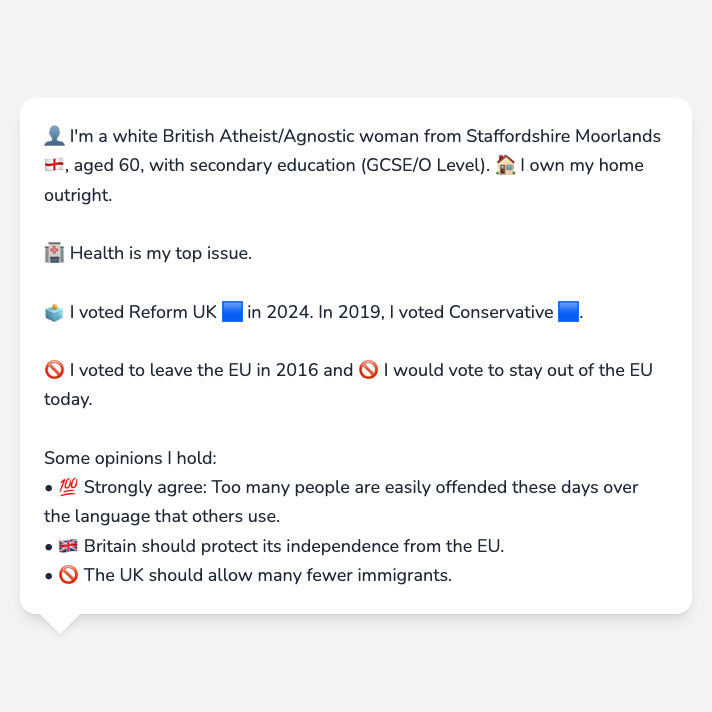 👤 I'm a white British Atheist/Agnostic woman from Staffordshire Moorlands
🏴󠁧󠁢󠁥󠁮󠁧󠁿, aged 60, with secondary education (GCSE/O Level). 🏠 I own my home
outright.
🏥 Health is my top issue.
🗳️ I voted Reform UK 🟦 in 2024. In 2019, I voted Conservative 🟦.
🚫 I voted to leave the EU in 2016 and 🚫 I would vote to stay out of the EU
today.
Some opinions I hold:
• 💯 Strongly agree: Too many people are easily offended these days over
the language that others use.
• 🇬🇧 Britain should protect its independence from the EU.
• 🚫 The UK should allow many fewer immigrants.